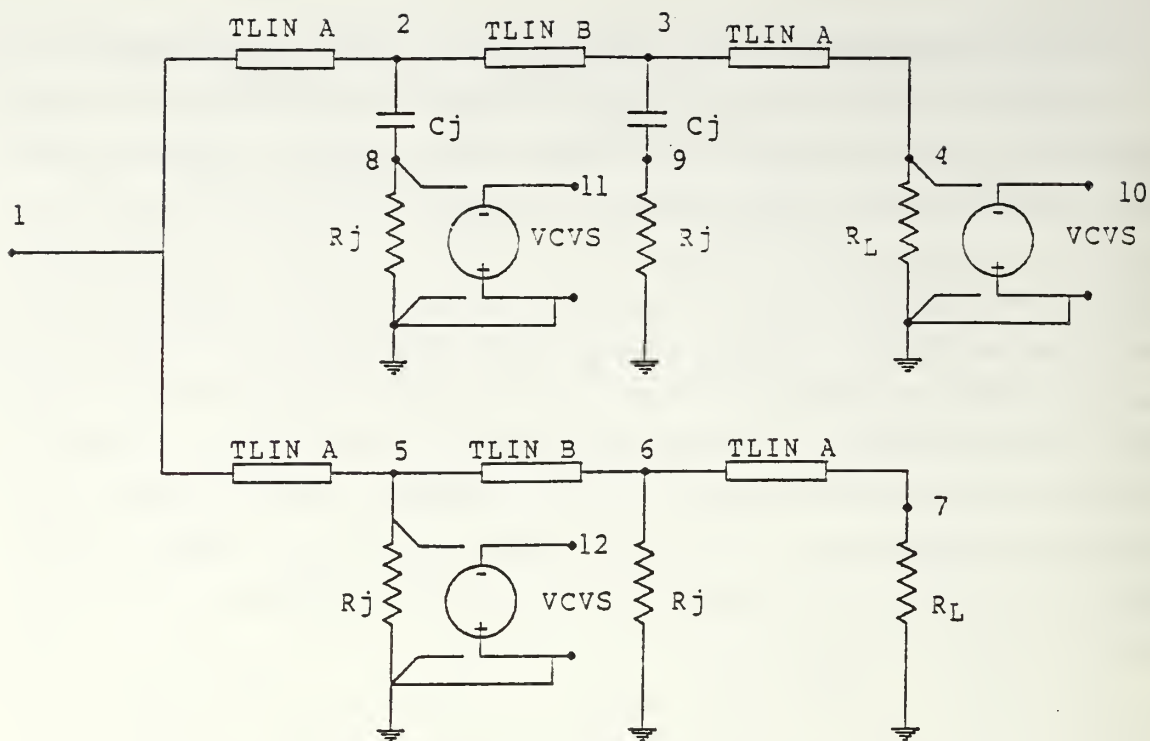 TLIN A 2 TLIN B 3 TLIN A
Cj Cj
8 9 4
11 10
1
Rj VCVS Rj RL VCVS
- -
+ +
TLIN A 5 TLIN B 6 TLIN A
7
12
-
Rj VCVS Rj RL
+